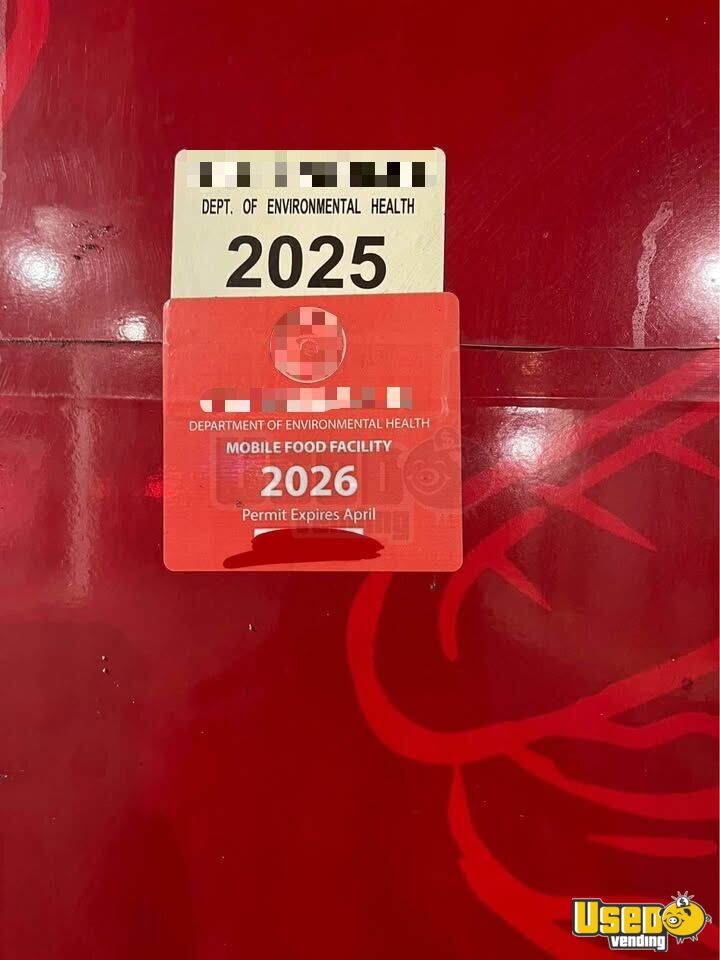 DEPT. OF ENVIRONMENTAL HEALTH
2025
DEPARTMENT OF ENVIRONMENTAL HEALTH
MOBILE FOOD FACILITY
2026
Permit Expires April
USED
vending